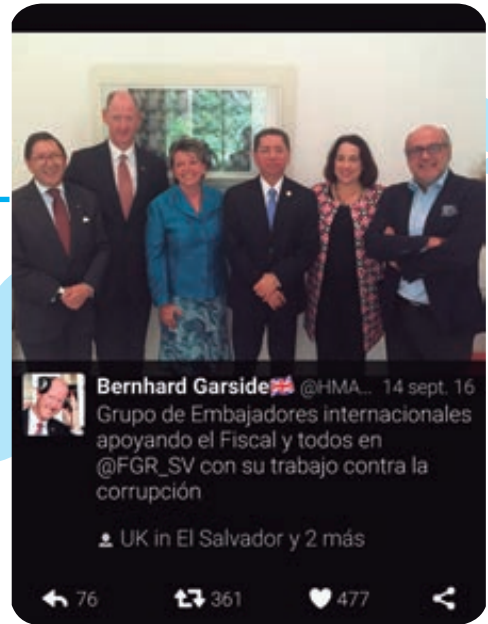 Bernhard Garside🇬🇧 @HMA... 14 sept. 16
Grupo de Embajadores internacionales
apoyando el Fiscal y todos en
@FGR_SV con su trabajo contra la
corrupción
UK in El Salvador y 2 más
76 361 477